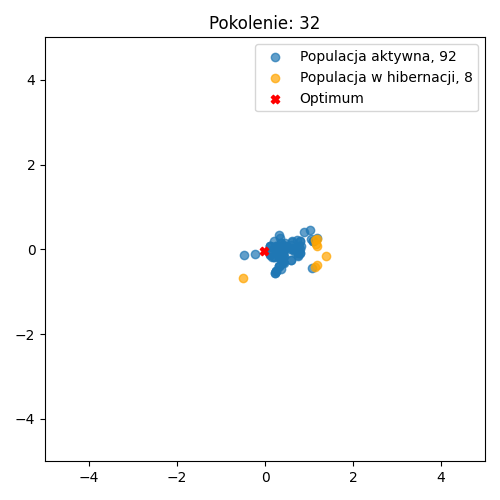 Pokolenie: 32
Populacja aktywna, 92
Populacja w hibernacji, 8
Optimum
4
2
0
−2
−4
−4 −2 0 2 4